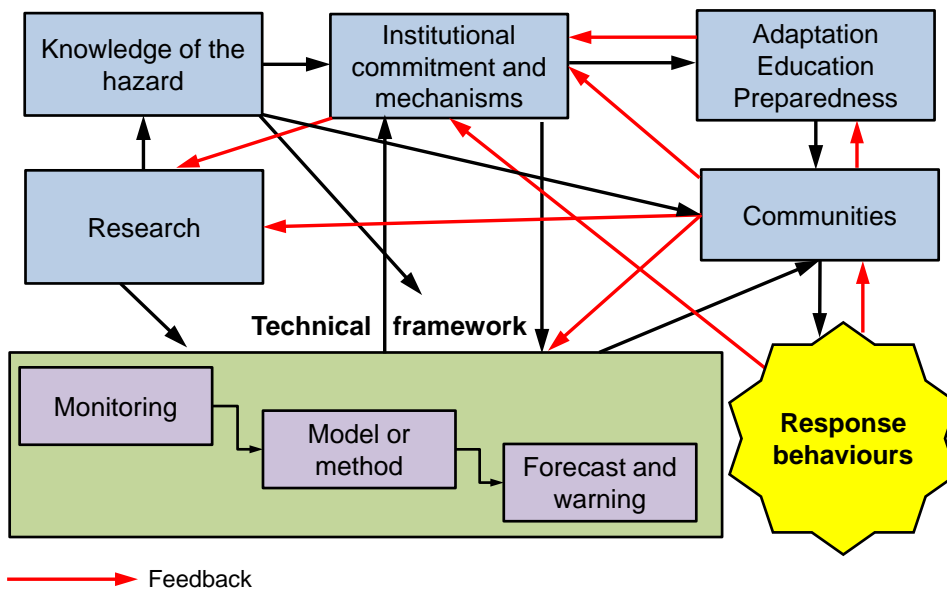 Knowledge of the
hazard
Institutional
commitment and
mechanisms
Adaptation
Education
Preparedness
Research
Communities
Technical framework
Monitoring
Model or
method
Forecast and
warning
Response
behaviours
Feedback